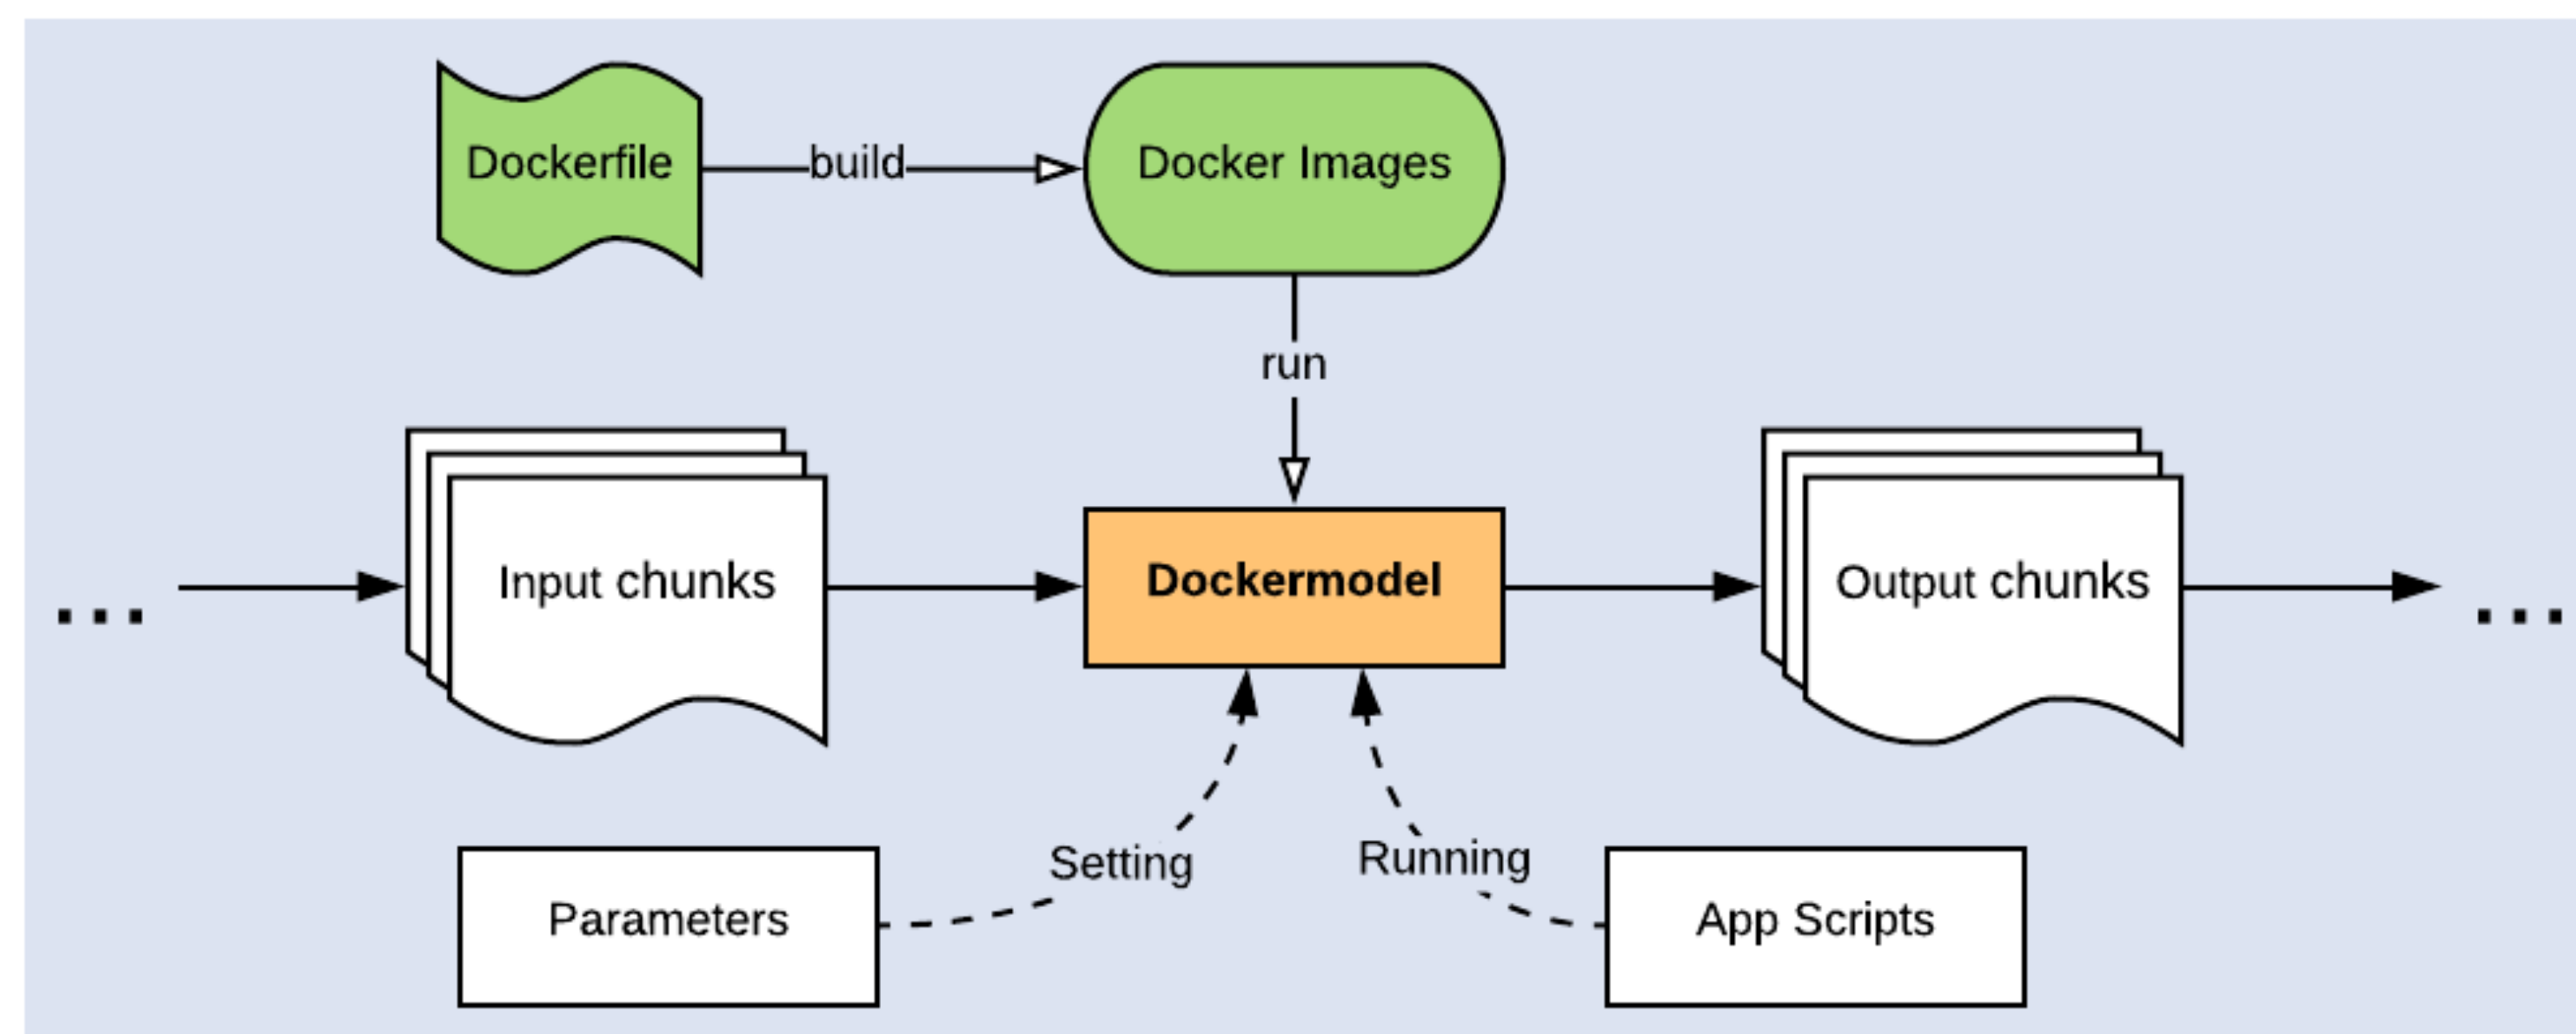 Dockerfile
build
Docker Images
run
...
Input chunks
Dockermodel
Output chunks
...
Setting
Running
Parameters
App Scripts